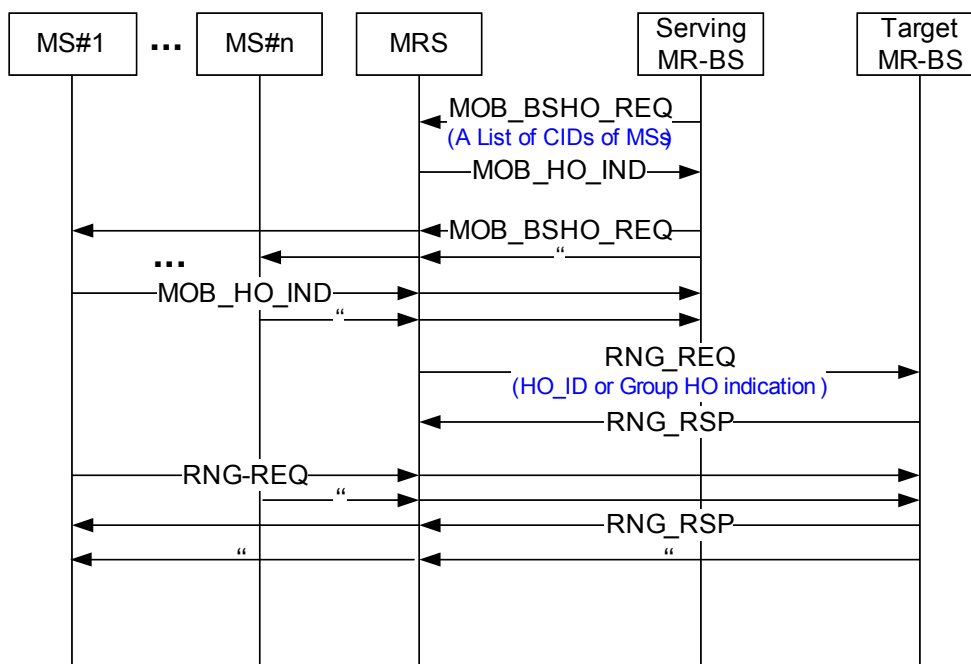 MS#1 ... MS#n MRS Serving MR-BS Target MR-BS
MOB_BSHO_REQ
(A List of CIDs of MSs)
MOB_HO_IND
MOB_BSHO_REQ
...
“
MOB_HO_IND
“
RNG_REQ
(HO_ID or Group HO indication )
RNG_RSP
RNG-REQ
“
RNG_RSP
“ “